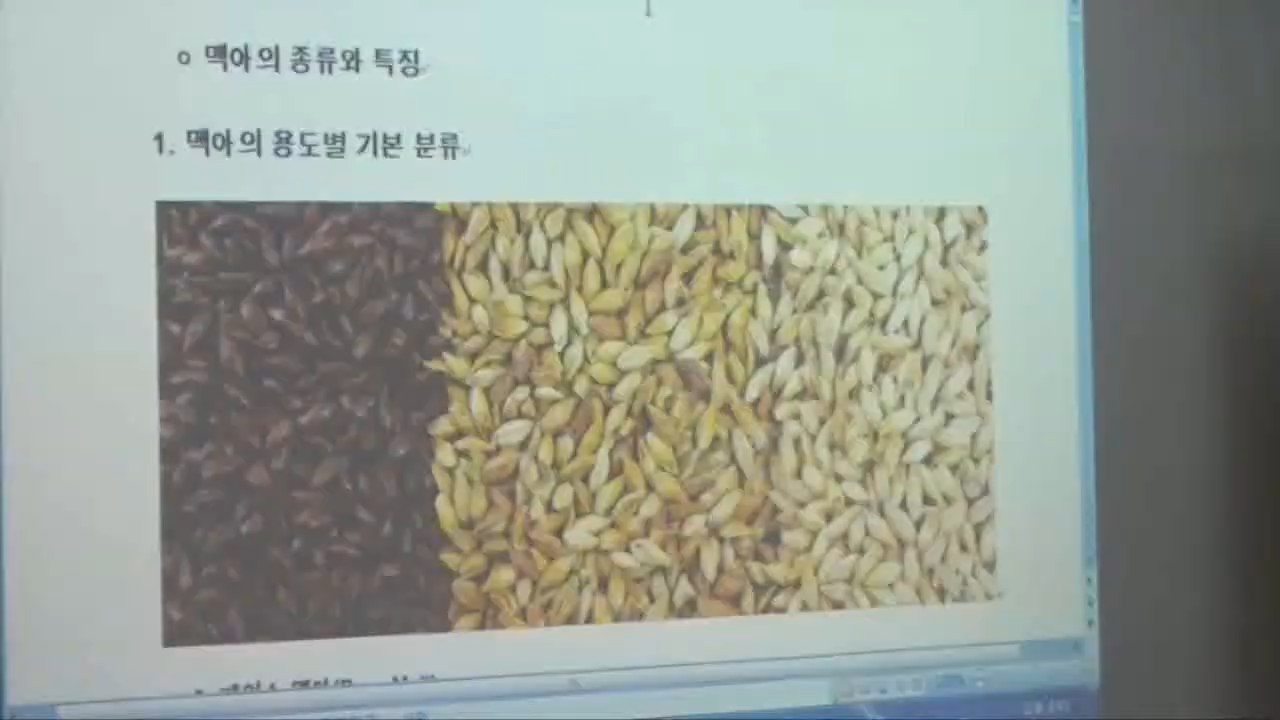 ㅇ 맥아의 종류와 특징
1. 맥아의 용도별 기본 분류